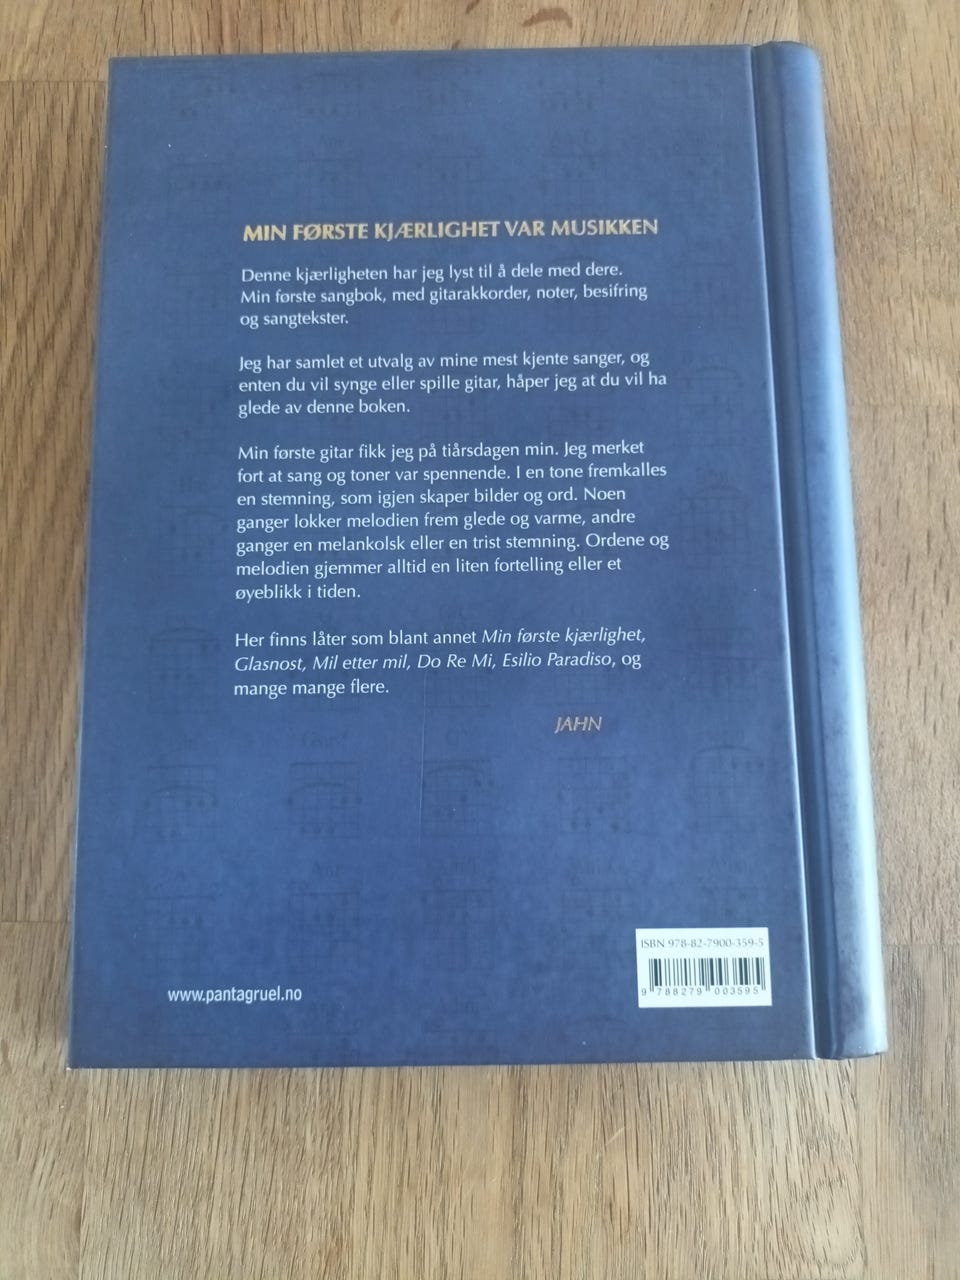 MIN FØRSTE KJÆRLIGHET VAR MUSIKKEN
Denne kjærligheten har jeg lyst til å dele med dere.
Min første sangbok, med gitarakkorder, noter, besifring
og sangtekster.
Jeg har samlet et utvalg av mine mest kjente sanger, og
enten du vil synge eller spille gitar, håper jeg at du vil ha
glede av denne boken.
Min første gitar fikk jeg på tiårsdagen min. Jeg merket
fort at sang og toner var spennende. I en tone fremkalles
en stemning, som igjen skaper bilder og ord. Noen
ganger lokker melodien frem glede og varme, andre
ganger en melankolsk eller en trist stemning. Ordene og
melodien gjemmer alltid en liten fortelling eller et
øyeblikk i tiden.
Her finns låter som blant annet Min første kjærlighet,
Glasnost, Mil etter mil, Do Re Mi, Esilio Paradiso, og
mange mange flere.
JAHN
ISBN 978-82-7900-359-5
9 788279 003595
www.pantagruel.no